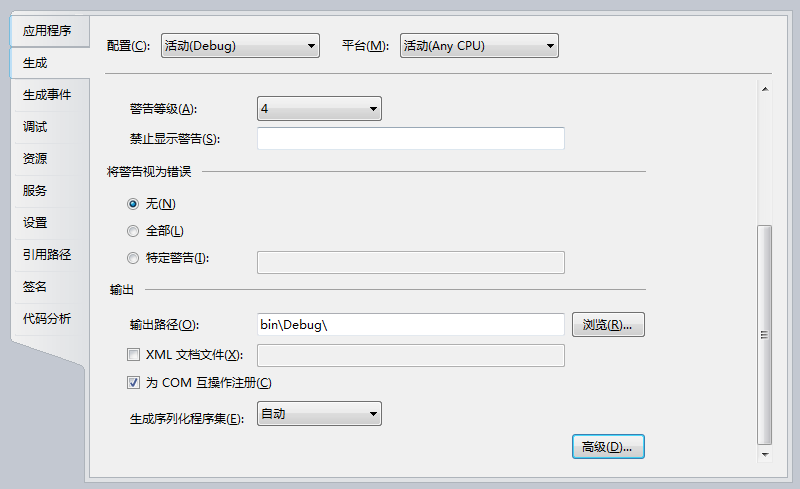 应用程序
生成
生成事件
调试
资源
服务
设置
引用路径
签名
代码分析
配置(C): 活动(Debug) 平台(M): 活动(Any CPU)
警告等级(A): 4
禁止显示警告(S):
将警告视为错误
无(N)
全部(L)
特定警告(I):
输出
输出路径(O): bin\Debug\ 浏览(R)...
XML 文档文件(X):
为 COM 互操作注册(C)
生成序列化程序集(E): 自动
高级(D)...